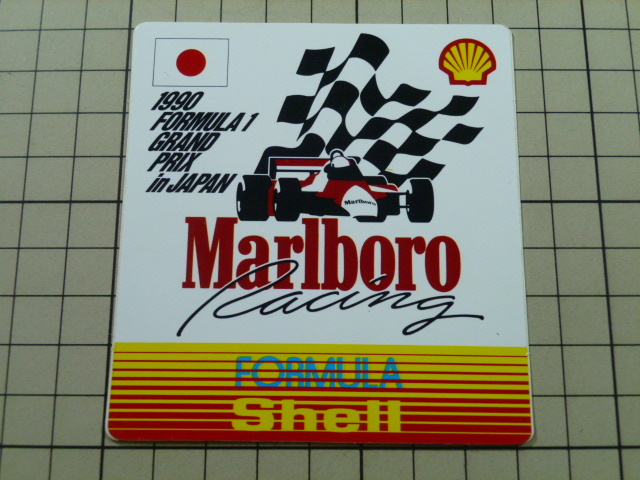 1990
FORMULA 1
GRAND
PRIX
in JAPAN
Marlboro
Marlboro
Racing
FORMULA
Shell